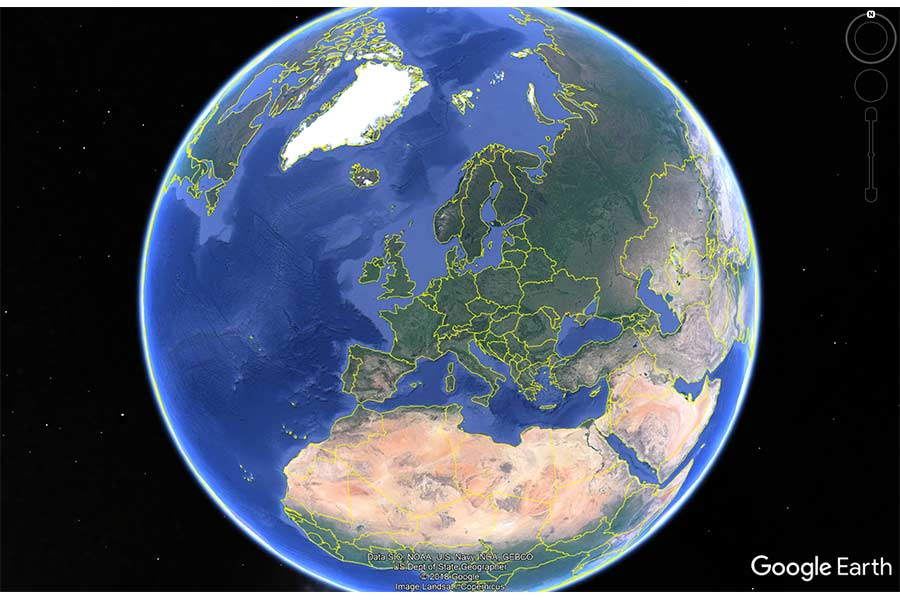 N
Data SIO, NOAA, U.S. Navy, NGA, GEBCO
US Dept of State Geographer
© 2018 Google
Image Landsat / Copernicus
Google Earth